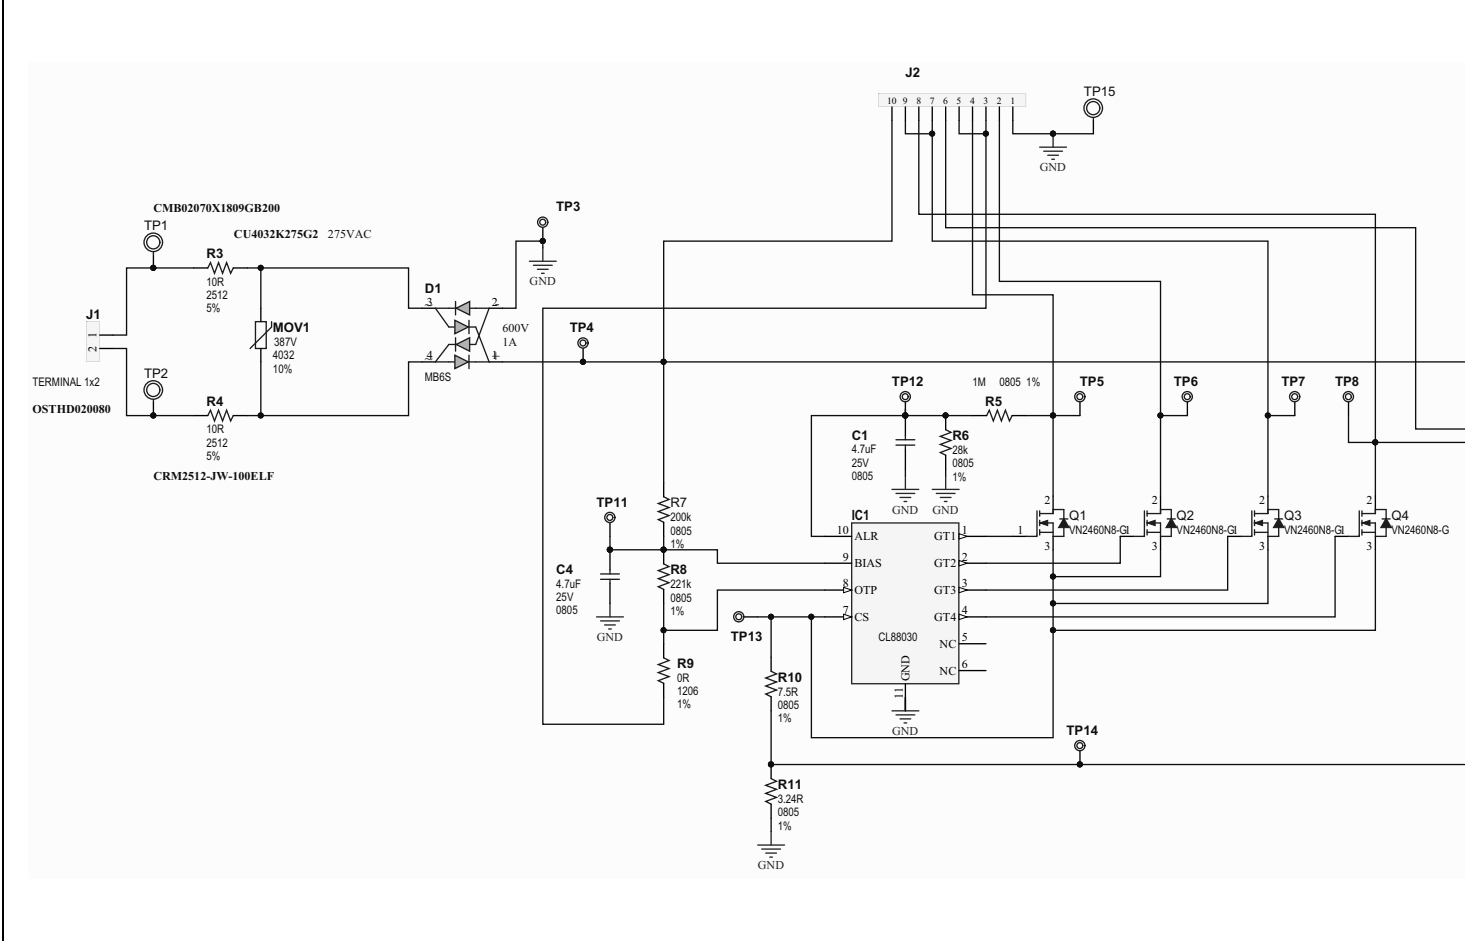 J2
10 9 8 7 6 5 4 3 2 1
TP15
GND
CMB02070X1809GB200
TP1
CU4032K275G2 275VAC
R3
10R
2512
5%
TP3
GND
D1
3
2
4
1
600V
1A
MB6S
J1
1
2
TERMINAL 1x2
OSTHD020080
MOV1
387V
4032
10%
TP2
R4
10R
2512
5%
CRM2512-JW-100ELF
TP4
TP12
1M 0805 1%
R5
TP5
TP6
TP7
TP8
C1
4.7uF
25V
0805
GND
R6
28k
0805
1%
GND
TP11
R7
200k
0805
1%
C4
4.7uF
25V
0805
GND
R8
221k
0805
1%
R9
0R
1206
1%
IC1
10 ALR
9 BIAS
8 OTP
7 CS
GT1 1
GT2 2
GT3 3
GT4 4
NC 5
NC 6
CL88030
GND
11
GND
2
1
3
Q1
VN2460N8-G
1
2
3
Q2
VN2460N8-G
1
2
3
Q3
VN2460N8-G
1
2
3
Q4
VN2460N8-G
TP13
R10
7.5R
0805
1%
TP14
R11
3.24R
0805
1%
GND